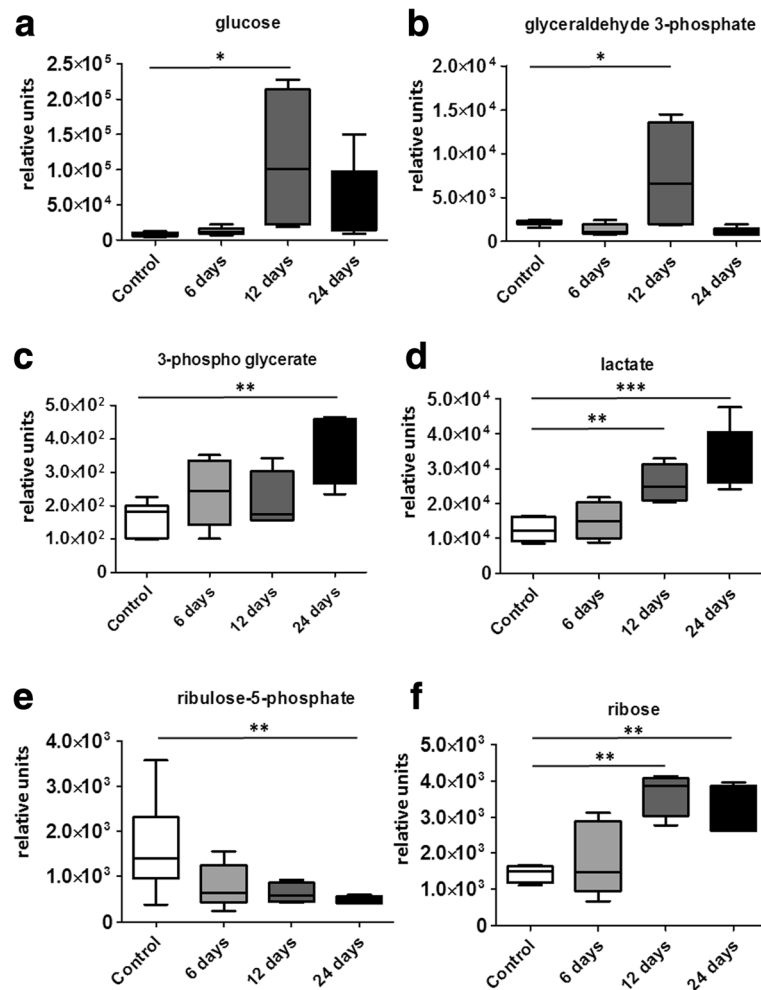 a
glucose
*
relative units
2.5×10⁵
2.0×10⁵
1.5×10⁵
1.0×10⁵
5.0×10⁴
0
Control
6 days
12 days
24 days
b
glyceraldehyde 3-phosphate
*
relative units
2.0×10⁴
1.5×10⁴
1.0×10⁴
5.0×10³
0
Control
6 days
12 days
24 days
c
3-phospho glycerate
**
relative units
5.0×10²
4.0×10²
3.0×10²
2.0×10²
1.0×10²
0
Control
6 days
12 days
24 days
d
lactate
***
**
relative units
5.0×10⁴
4.0×10⁴
3.0×10⁴
2.0×10⁴
1.0×10⁴
0
Control
6 days
12 days
24 days
e
ribulose-5-phosphate
**
relative units
4.0×10³
3.0×10³
2.0×10³
1.0×10³
0
Control
6 days
12 days
24 days
f
ribose
**
**
relative units
5.0×10³
4.0×10³
3.0×10³
2.0×10³
1.0×10³
0
Control
6 days
12 days
24 days